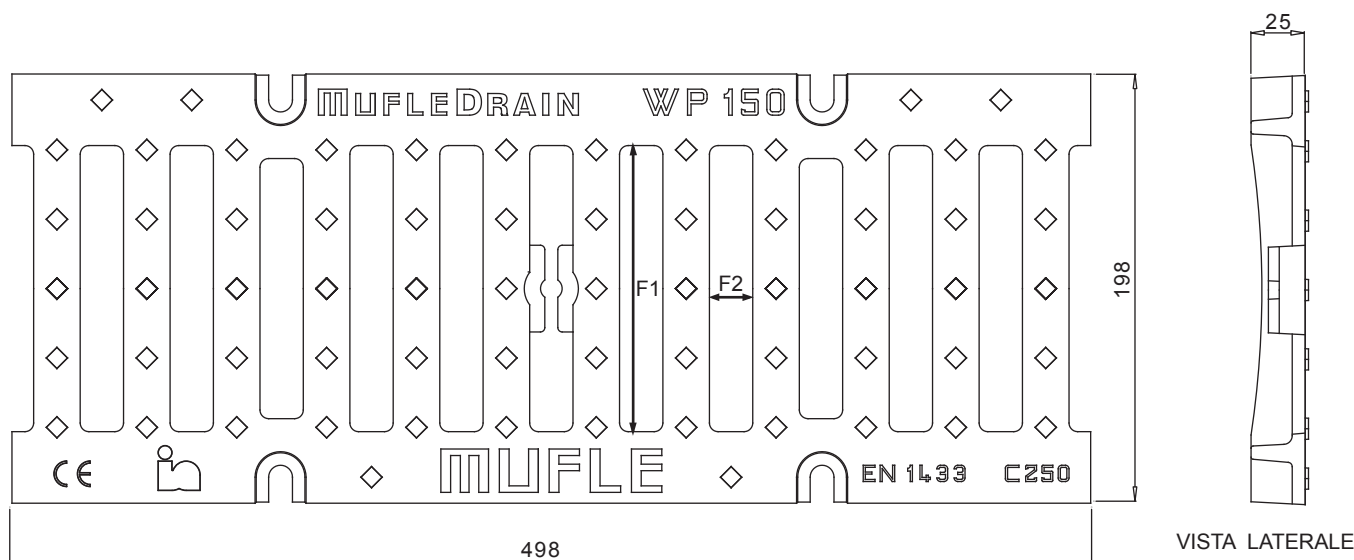 25
MUFLEDRAIN WP 150
F1
F2
198
CE
MUFLE
EN 1433 C250
498
VISTA LATERALE